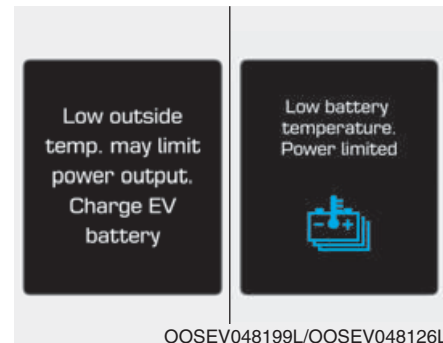 Low outside
temp. may limit
power output.
Charge EV
battery
Low battery
temperature.
Power limited
OOSEV048199L/OOSEV048126L